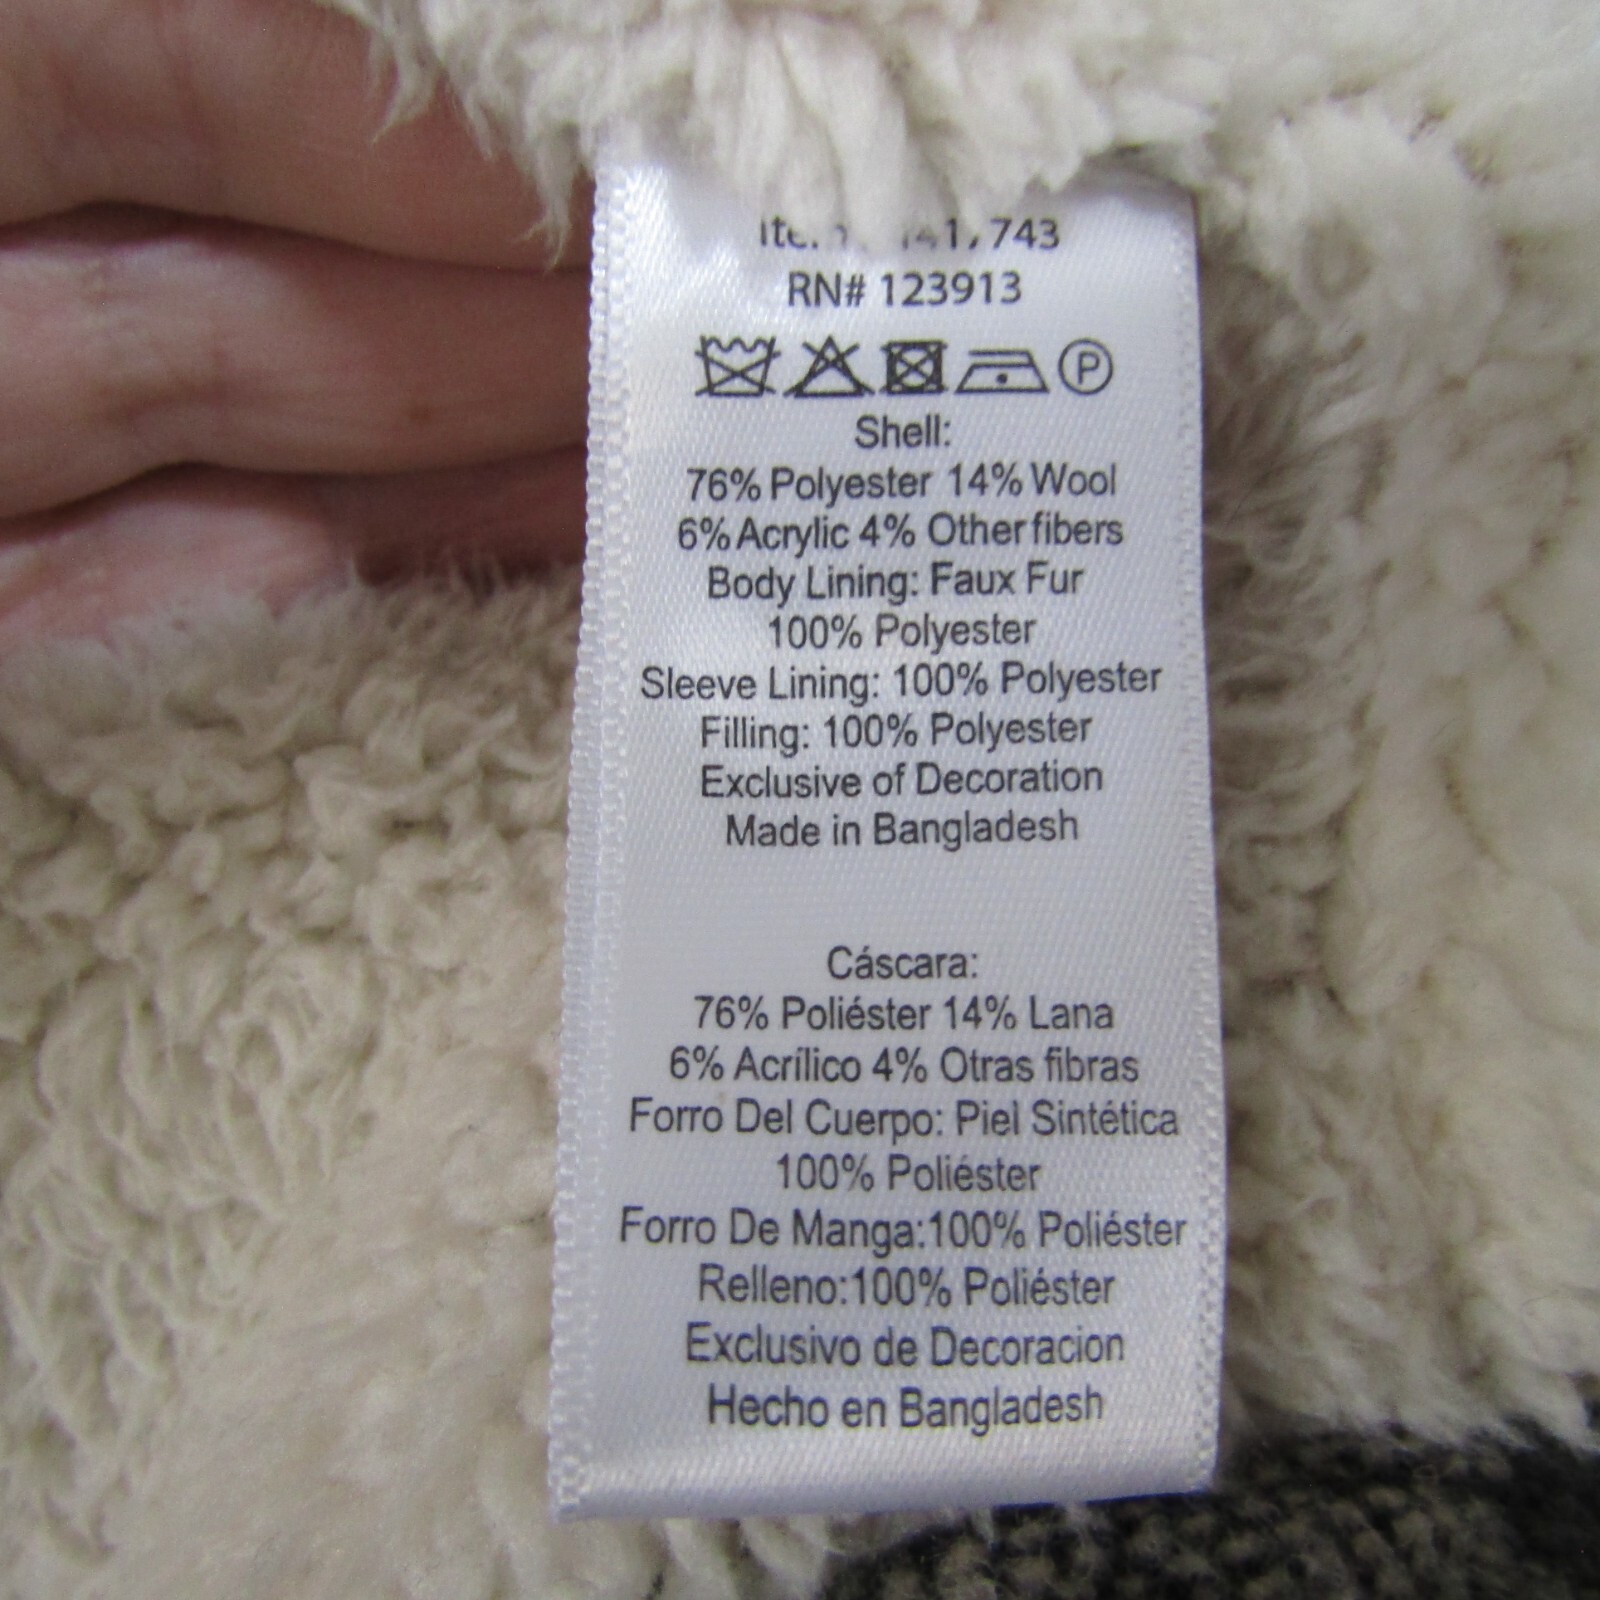 743
RN# 123913
P
Shell:
76% Polyester 14% Wool
6% Acrylic 4% Other fibers
Body Lining: Faux Fur
100% Polyester
Sleeve Lining: 100% Polyester
Filling: 100% Polyester
Exclusive of Decoration
Made in Bangladesh
Cáscara:
76% Poliéster 14% Lana
6% Acrílico 4% Otras fibras
Forro Del Cuerpo: Piel Sintética
100% Poliéster
Forro De Manga:100% Poliéster
Relleno:100% Poliéster
Exclusivo de Decoracion
Hecho en Bangladesh